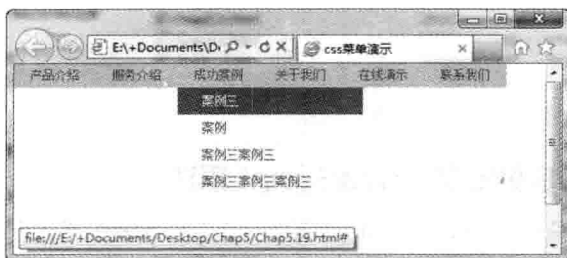 E:\+Documents\De
css菜单演示
产品介绍 服务介绍 成功案例 关于我们 在线演示 联系我们
案例三
案例
案例三案例三
案例三案例三案例三
file:///E:/+Documents/Desktop/Chap5/Chap5.19.html#